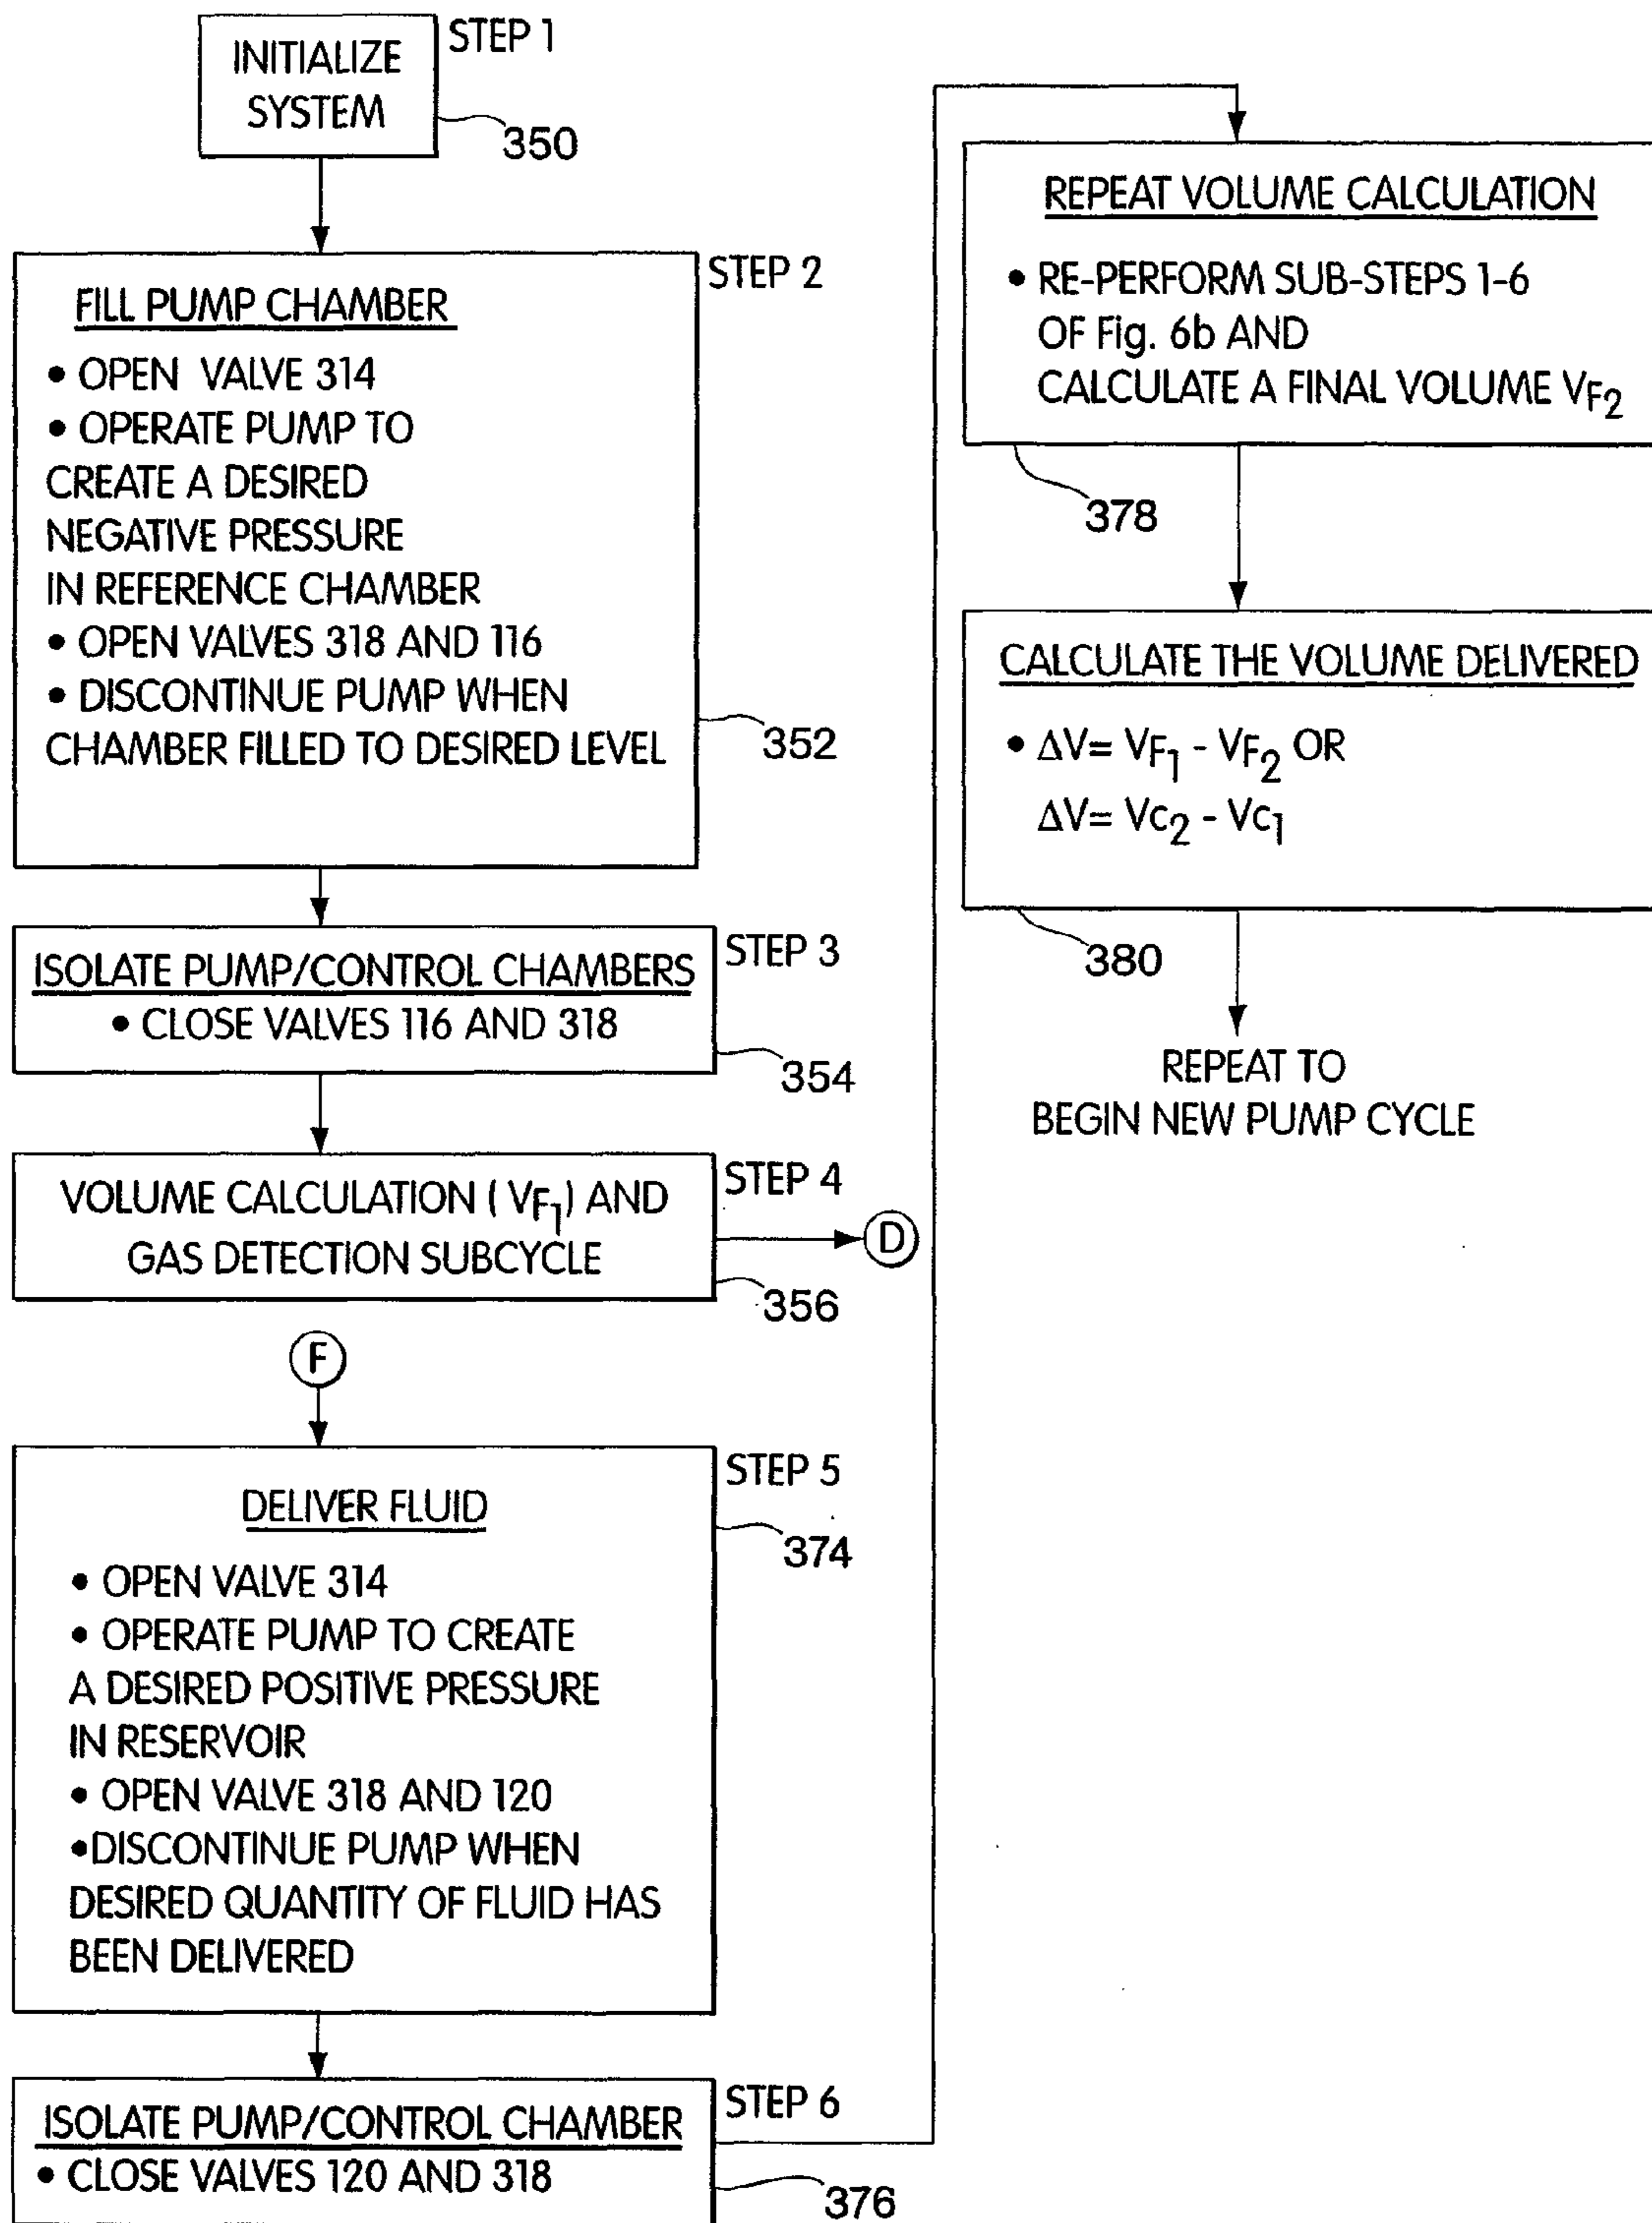 INITIALIZE
SYSTEM
STEP 1
350
FILL PUMP CHAMBER
• OPEN VALVE 314
• OPERATE PUMP TO
CREATE A DESIRED
NEGATIVE PRESSURE
IN REFERENCE CHAMBER
• OPEN VALVES 318 AND 116
• DISCONTINUE PUMP WHEN
CHAMBER FILLED TO DESIRED LEVEL
STEP 2
352
ISOLATE PUMP/CONTROL CHAMBERS
• CLOSE VALVES 116 AND 318
STEP 3
354
VOLUME CALCULATION ( VF1) AND
GAS DETECTION SUBCYCLE
STEP 4
D
356
F
DELIVER FLUID
• OPEN VALVE 314
• OPERATE PUMP TO CREATE
A DESIRED POSITIVE PRESSURE
IN RESERVOIR
• OPEN VALVE 318 AND 120
•DISCONTINUE PUMP WHEN
DESIRED QUANTITY OF FLUID HAS
BEEN DELIVERED
STEP 5
374
ISOLATE PUMP/CONTROL CHAMBER
• CLOSE VALVES 120 AND 318
STEP 6
376
REPEAT VOLUME CALCULATION
• RE-PERFORM SUB-STEPS 1-6
OF Fig. 6b AND
CALCULATE A FINAL VOLUME VF2
378
CALCULATE THE VOLUME DELIVERED
• ΔV= VF1 - VF2 OR
ΔV= Vc2 - Vc1
380
REPEAT TO
BEGIN NEW PUMP CYCLE